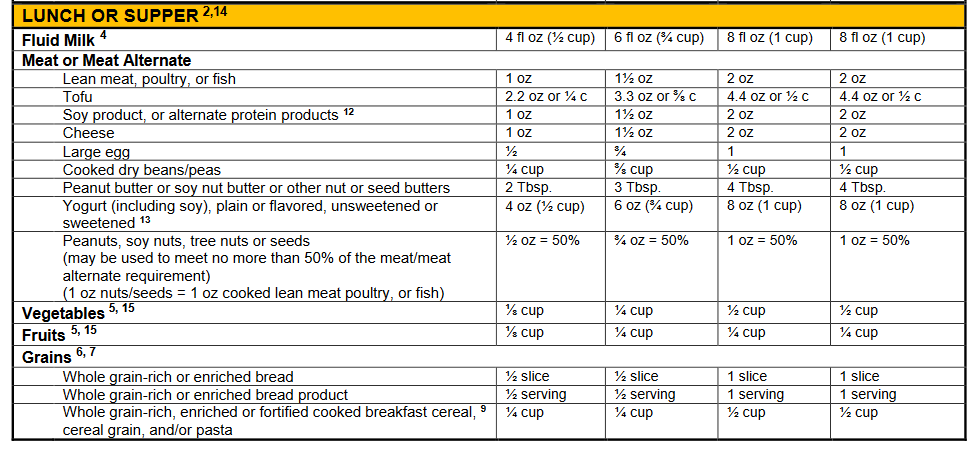 LUNCH OR SUPPER 2,14
Fluid Milk 4 4 fl oz (½ cup) 6 fl oz (¾ cup) 8 fl oz (1 cup) 8 fl oz (1 cup)
Meat or Meat Alternate
Lean meat, poultry, or fish 1 oz 1½ oz 2 oz 2 oz
Tofu 2.2 oz or ¼ c 3.3 oz or ⅜ c 4.4 oz or ½ c 4.4 oz or ½ c
Soy product, or alternate protein products 12 1 oz 1½ oz 2 oz 2 oz
Cheese 1 oz 1½ oz 2 oz 2 oz
Large egg ½ ¾ 1 1
Cooked dry beans/peas ¼ cup ⅜ cup ½ cup ½ cup
Peanut butter or soy nut butter or other nut or seed butters 2 Tbsp. 3 Tbsp. 4 Tbsp. 4 Tbsp.
Yogurt (including soy), plain or flavored, unsweetened or
sweetened 13 4 oz (½ cup) 6 oz (¾ cup) 8 oz (1 cup) 8 oz (1 cup)
Peanuts, soy nuts, tree nuts or seeds ½ oz = 50% ¾ oz = 50% 1 oz = 50% 1 oz = 50%
(may be used to meet no more than 50% of the meat/meat
alternate requirement)
(1 oz nuts/seeds = 1 oz cooked lean meat poultry, or fish)
Vegetables 5, 15 ⅛ cup ¼ cup ½ cup ½ cup
Fruits 5, 15 ⅛ cup ¼ cup ¼ cup ¼ cup
Grains 6, 7
Whole grain-rich or enriched bread ½ slice ½ slice 1 slice 1 slice
Whole grain-rich or enriched bread product ½ serving ½ serving 1 serving 1 serving
Whole grain-rich, enriched or fortified cooked breakfast cereal, 9 ¼ cup ¼ cup ½ cup ½ cup
cereal grain, and/or pasta